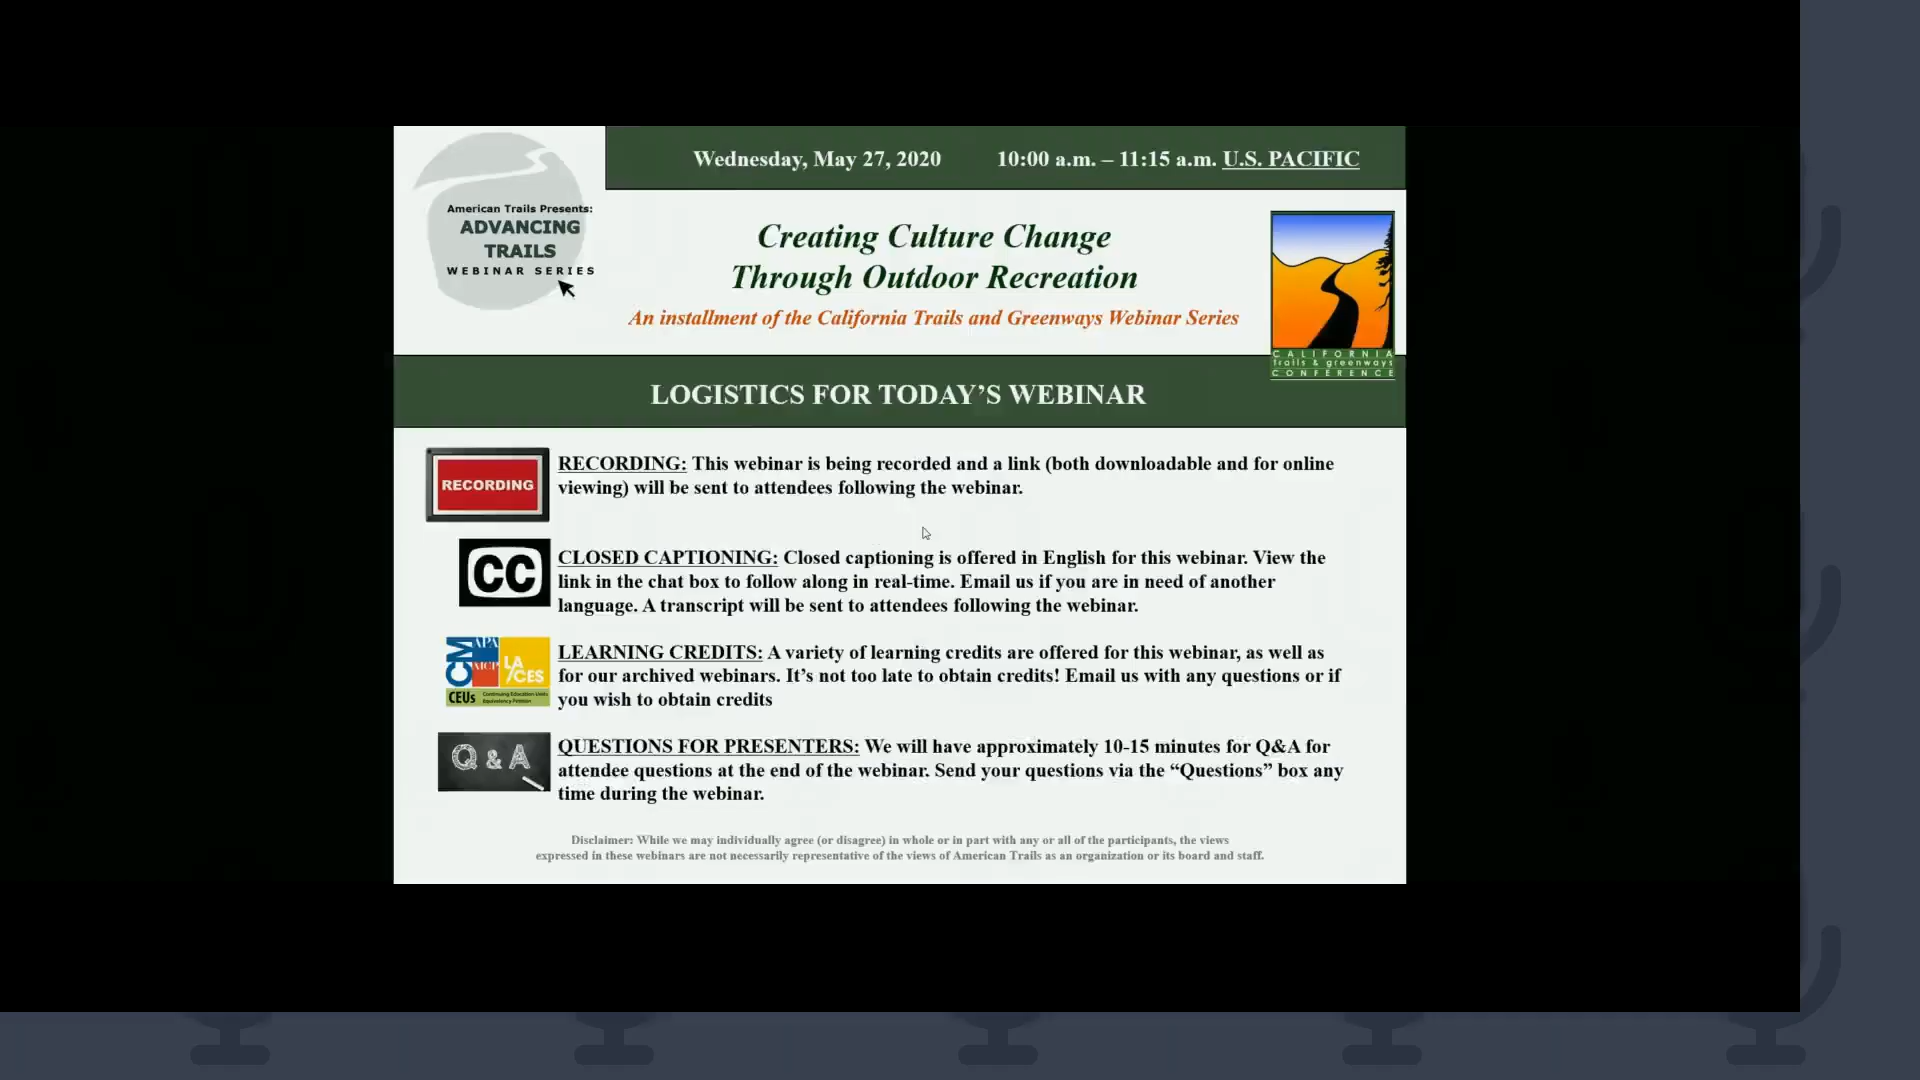 Wednesday, May 27, 2020 10:00 a.m. – 11:15 a.m. U.S. PACIFIC
American Trails Presents:
ADVANCING
TRAILS
WEBINAR SERIES
Creating Culture Change
Through Outdoor Recreation
An installment of the California Trails and Greenways Webinar Series
CALIFORNIA
trails & greenways
CONFERENCE
LOGISTICS FOR TODAY’S WEBINAR
RECORDING
RECORDING: This webinar is being recorded and a link (both downloadable and for online
viewing) will be sent to attendees following the webinar.
CC
CLOSED CAPTIONING: Closed captioning is offered in English for this webinar. View the
link in the chat box to follow along in real-time. Email us if you are in need of another
language. A transcript will be sent to attendees following the webinar.
CM
APA
AICP
LA
CES
CEUs
Continuing Education Units
Equivalency Petition
LEARNING CREDITS: A variety of learning credits are offered for this webinar, as well as
for our archived webinars. It’s not too late to obtain credits! Email us with any questions or if
you wish to obtain credits
Q & A
QUESTIONS FOR PRESENTERS: We will have approximately 10-15 minutes for Q&A for
attendee questions at the end of the webinar. Send your questions via the “Questions” box any
time during the webinar.
Disclaimer: While we may individually agree (or disagree) in whole or in part with any or all of the participants, the views
expressed in these webinars are not necessarily representative of the views of American Trails as an organization or its board and staff.